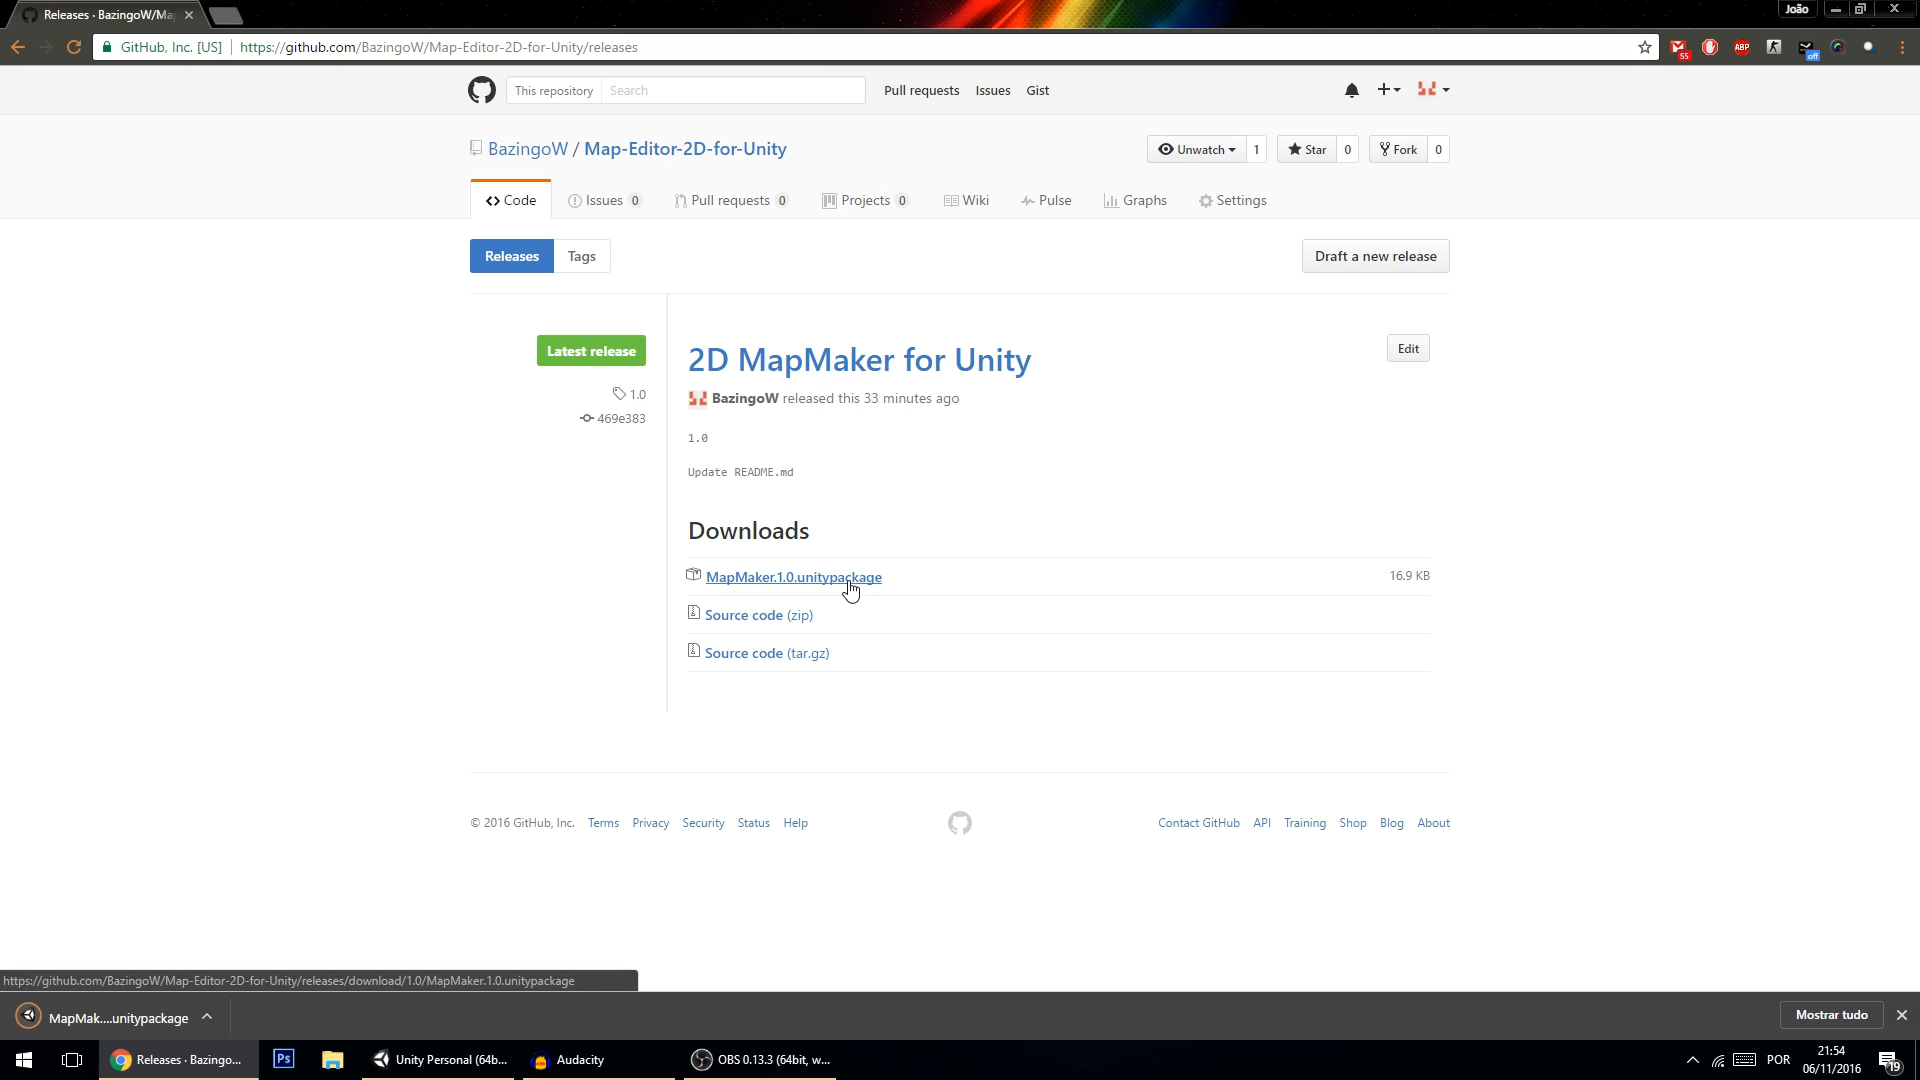 Releases · BazingoW/Ma
João
GitHub, Inc. [US]
https://github.com/BazingoW/Map-Editor-2D-for-Unity/releases
55
ABP
off
This repository
Search
Pull requests
Issues
Gist
BazingoW / Map-Editor-2D-for-Unity
Unwatch
1
Star
0
Fork
0
Code
Issues 0
Pull requests 0
Projects 0
Wiki
Pulse
Graphs
Settings
Releases
Tags
Draft a new release
Latest release
1.0
469e383
2D MapMaker for Unity
Edit
BazingoW released this 33 minutes ago
1.0
Update README.md
Downloads
MapMaker.1.0.unitypackage
16.9 KB
Source code (zip)
Source code (tar.gz)
© 2016 GitHub, Inc.
Terms
Privacy
Security
Status
Help
Contact GitHub
API
Training
Shop
Blog
About
https://github.com/BazingoW/Map-Editor-2D-for-Unity/releases/download/1.0/MapMaker.1.0.unitypackage
MapMak....unitypackage
Mostrar tudo
Releases · Bazingo...
Ps
Unity Personal (64b...
Audacity
OBS 0.13.3 (64bit, w...
POR
21:54
06/11/2016
19